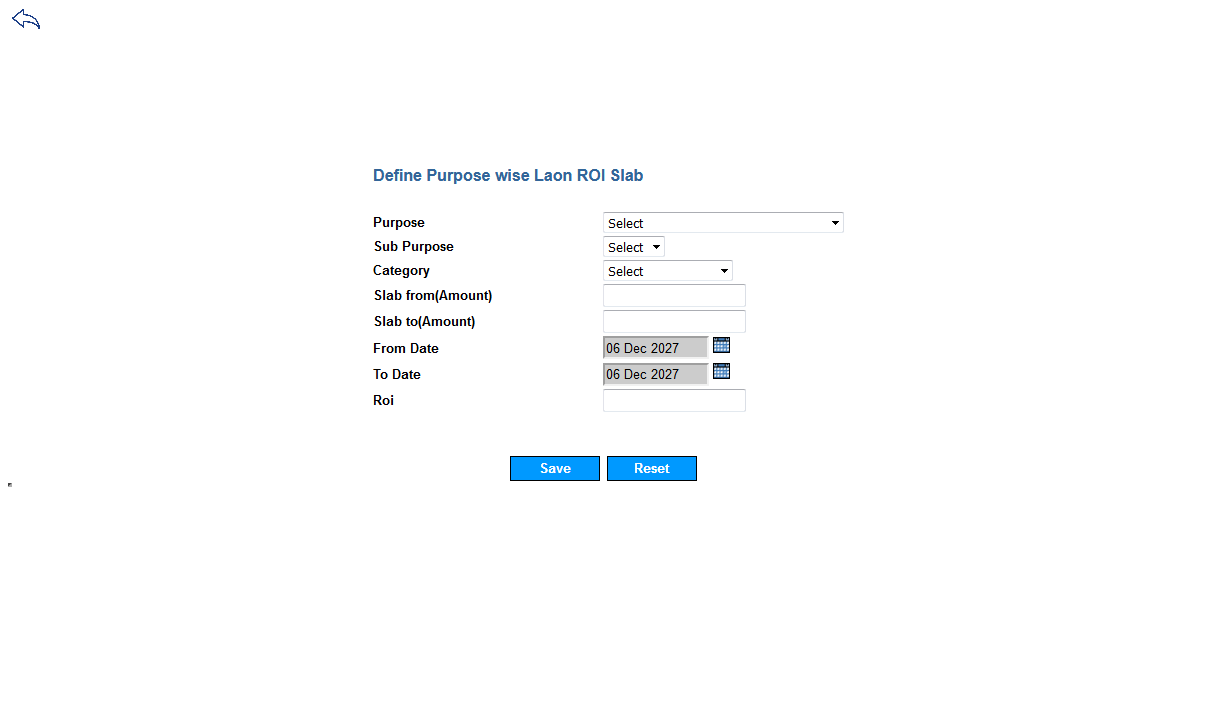 Define Purpose wise Laon ROI Slab
Purpose Select
Sub Purpose Select
Category Select
Slab from(Amount)
Slab to(Amount)
From Date 06 Dec 2027
To Date 06 Dec 2027
Roi
Save Reset